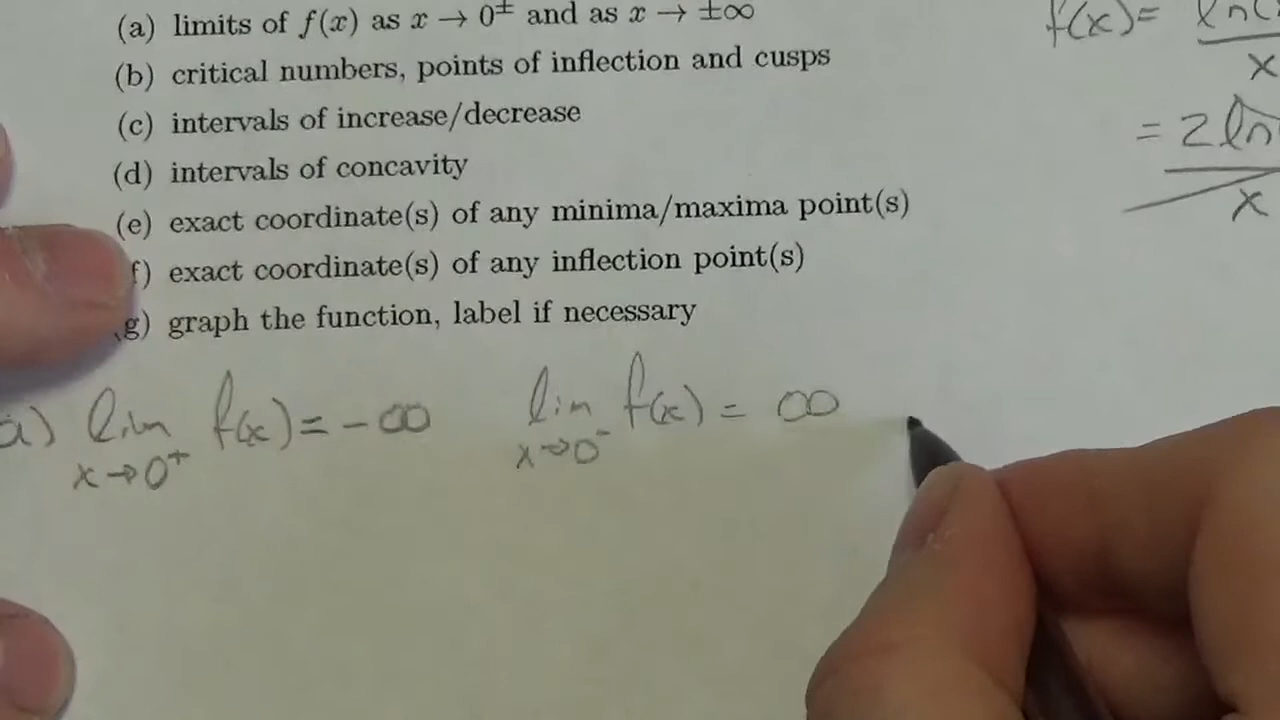 (a) limits of f(x) as x → 0± and as x → ±∞
(b) critical numbers, points of inflection and cusps
(c) intervals of increase/decrease
(d) intervals of concavity
(e) exact coordinate(s) of any minima/maxima point(s)
f) exact coordinate(s) of any inflection point(s)
g) graph the function, label if necessary
f(x) = ln( / x
= 2 ln / x
a) lim x→0⁺ f(x) = -∞ lim x→0⁻ f(x) = ∞